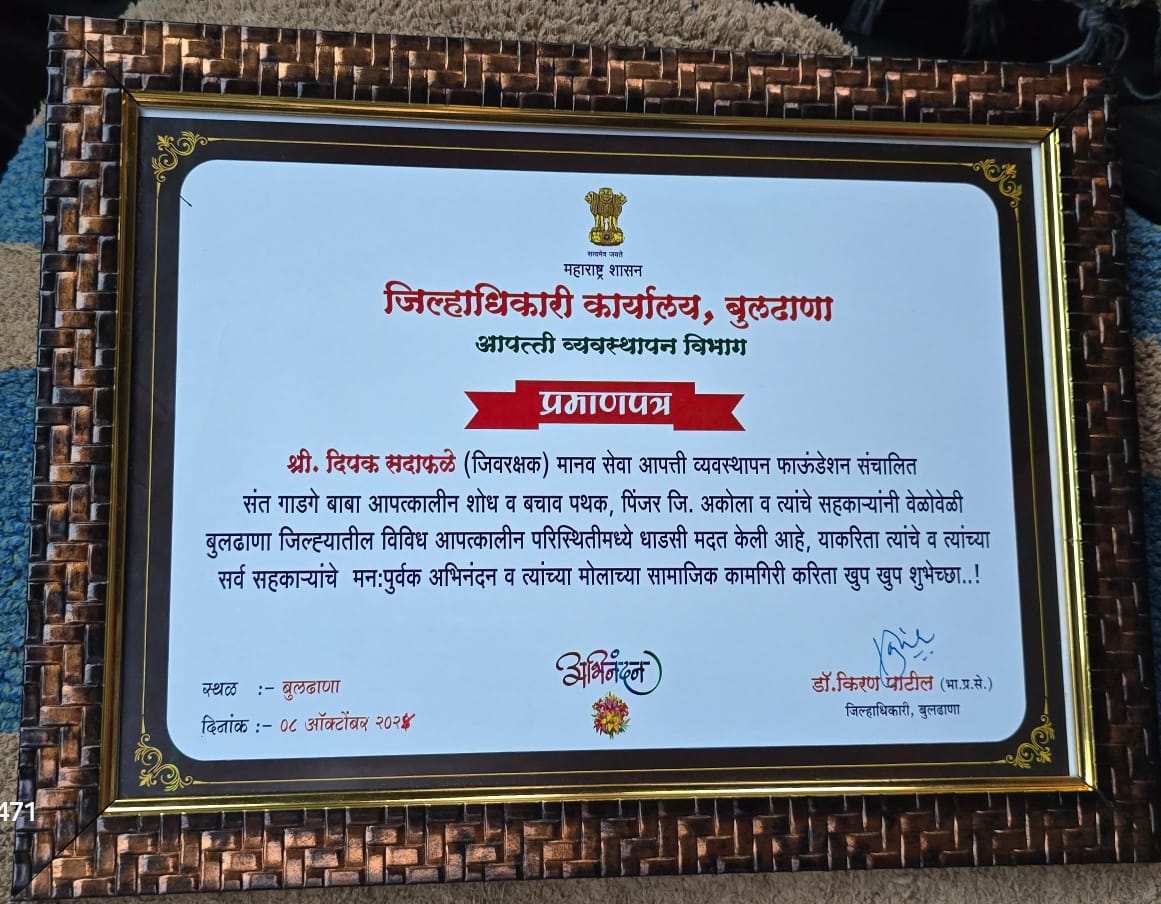 सत्यमेव जयते
महाराष्ट्र शासन
जिल्हाधिकारी कार्यालय, बुलढाणा
आपत्ती व्यवस्थापन विभाग
प्रमाणपत्र
श्री. दिपक सदाफळे (जिवरक्षक) मानव सेवा आपत्ती व्यवस्थापन फाऊंडेशन संचालित
संत गाडगे बाबा आपत्कालीन शोध व बचाव पथक, पिंजर जि. अकोला व त्यांचे सहकाऱ्यांनी वेळोवेळी
बुलढाणा जिल्ह्यातील विविध आपत्कालीन परिस्थितीमध्ये धाडसी मदत केली आहे, याकरिता त्यांचे व त्यांच्या
सर्व सहकाऱ्यांचे मन:पुर्वक अभिनंदन व त्यांच्या मोलाच्या सामाजिक कामगिरी करिता खुप खुप शुभेच्छा..!
अभिनंदन
स्थळ :- बुलढाणा
दिनांक :- ०८ ऑक्टोंबर
डॉ.किरण पाटील (भा.प्र.से.)
जिल्हाधिकारी, बुलढाणा
471